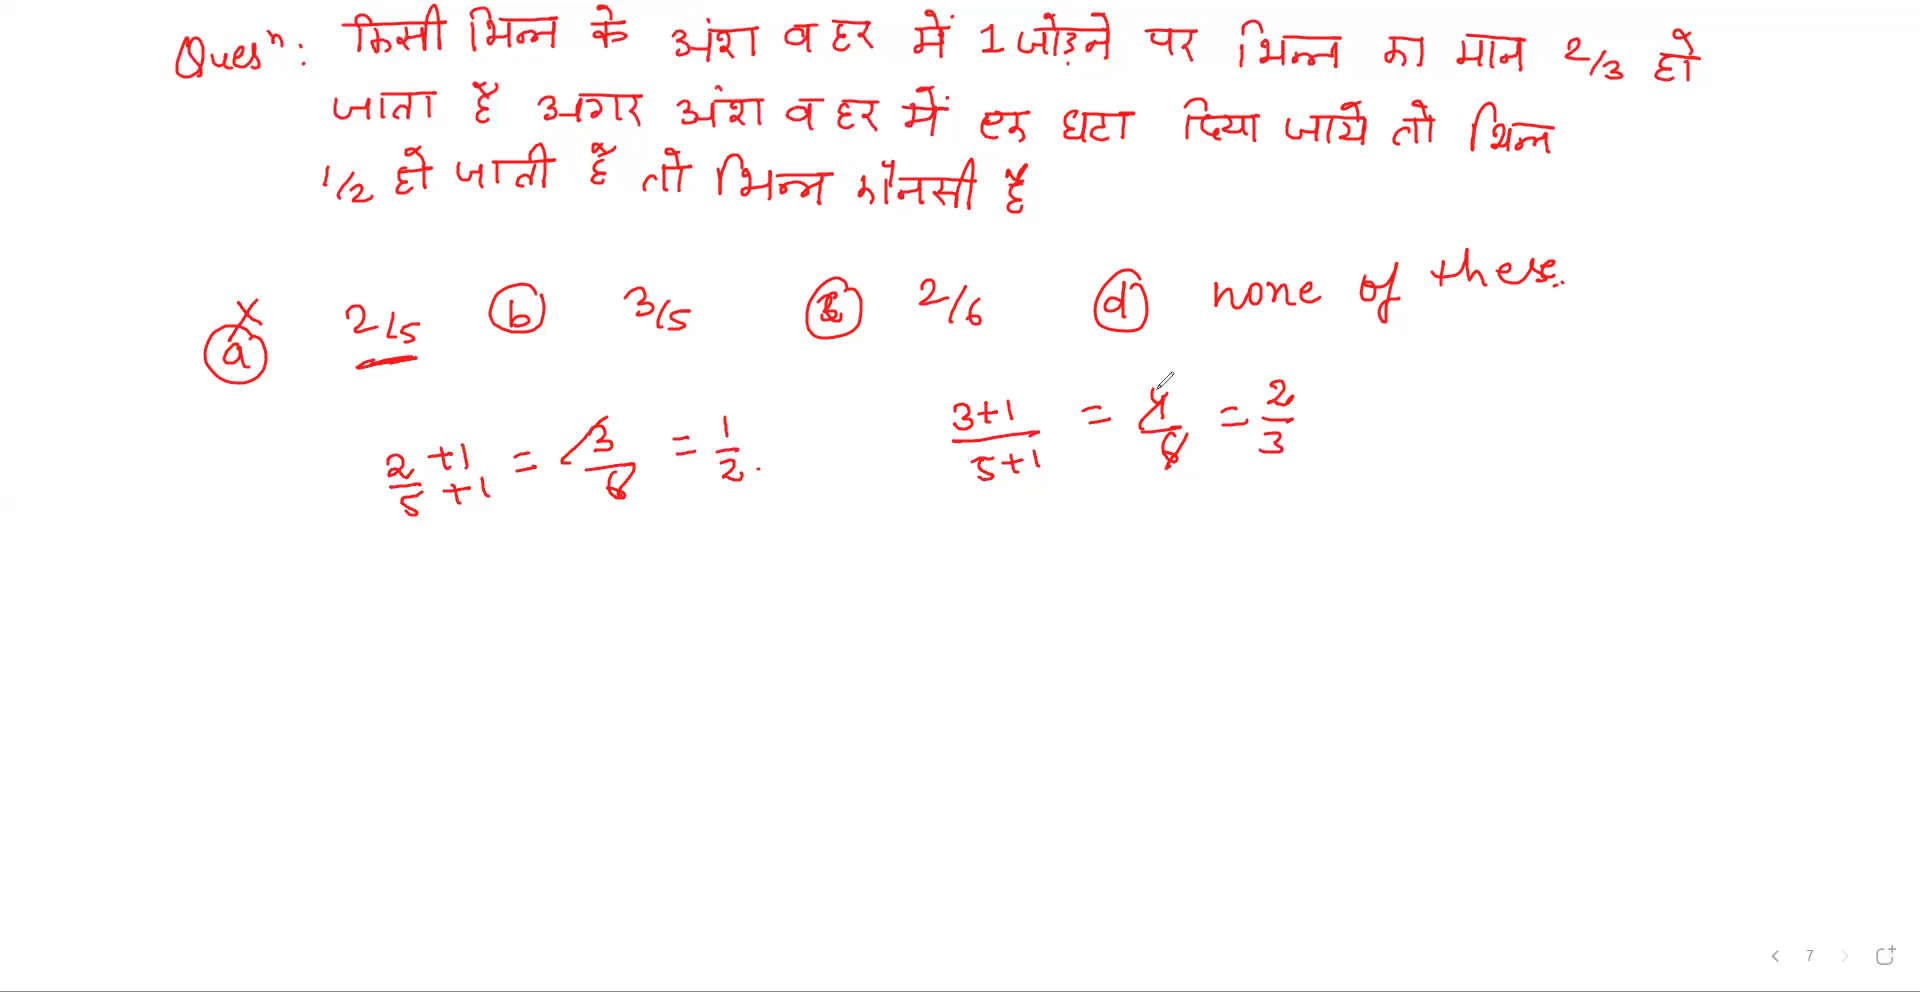 Quesⁿ: किसी भिन्न के अंश व हर में 1 जोड़ने पर भिन्न का मान 2/3 हो
जाता है अगर अंश व हर में एक घटा दिया जाये तो भिन्न
1/2 हो जाती है तो भिन्न कौनसी है
a 2/5 b 3/5 c 2/6 d none of these.
2+1/5+1 = 3/6 = 1/2.
3+1/5+1 = 4/6 = 2/3
7